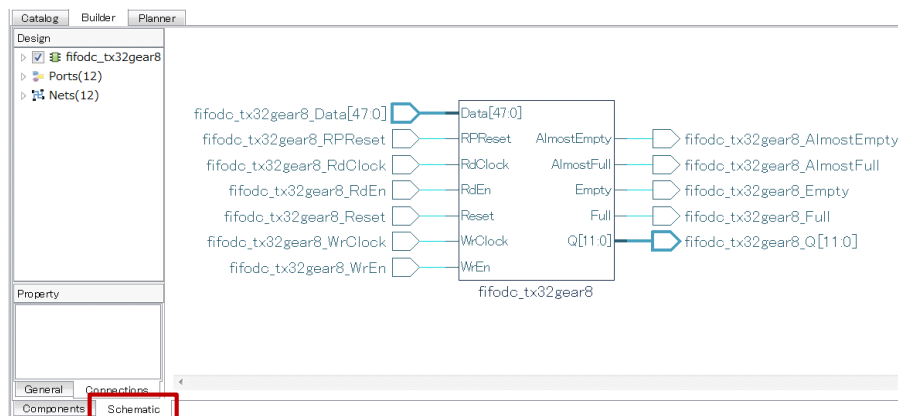 Catalog Builder Planner
Design
fifodc_tx32gear8
Ports(12)
Nets(12)
fifodc_tx32gear8_Data[47:0] Data[47:0]
fifodc_tx32gear8_RPReset RPReset AlmostEmpty fifodc_tx32gear8_AlmostEmpty
fifodc_tx32gear8_RdClock RdClock AlmostFull fifodc_tx32gear8_AlmostFull
fifodc_tx32gear8_RdEn RdEn Empty fifodc_tx32gear8_Empty
fifodc_tx32gear8_Reset Reset Full fifodc_tx32gear8_Full
fifodc_tx32gear8_WrClock WrClock Q[11:0] fifodc_tx32gear8_Q[11:0]
fifodc_tx32gear8_WrEn WrEn
fifodc_tx32gear8
Property
General Connections
Components Schematic